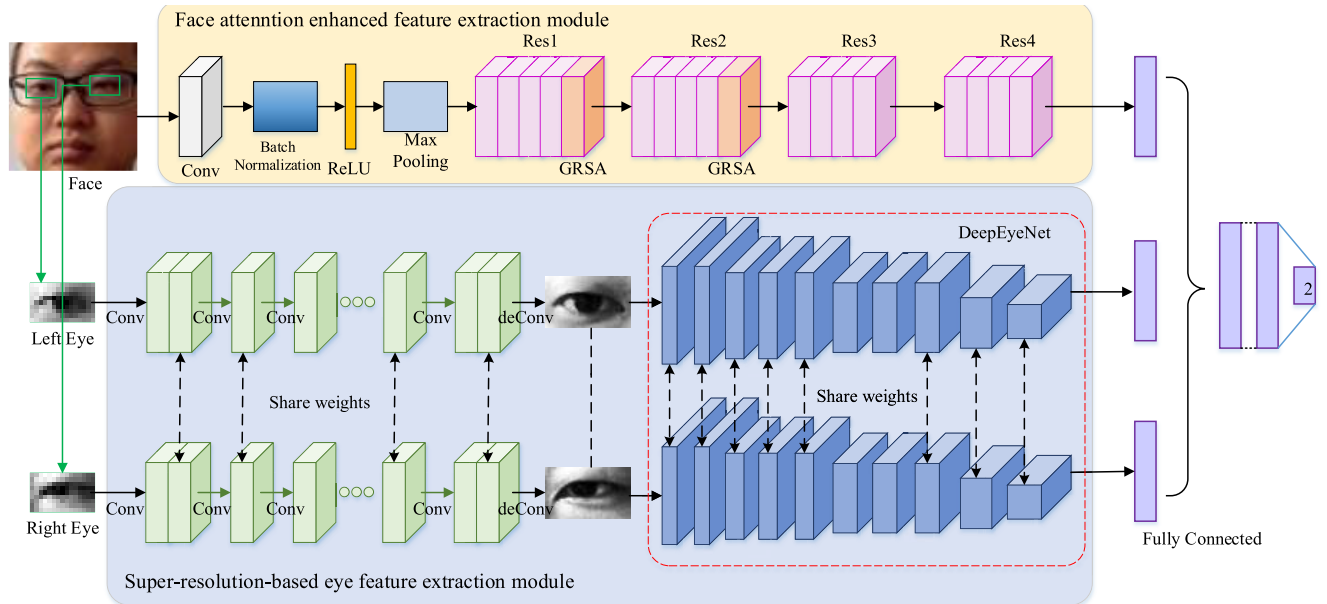 Face attenntion enhanced feature extraction module
Res1
Res2
Res3
Res4
Face
Conv
Batch
Normalization
ReLU
Max
Pooling
GRSA
GRSA
DeepEyeNet
Left Eye
Conv
Conv
Conv
Conv
deConv
Share weights
Share weights
2
Right Eye
Conv
Conv
Conv
Conv
deConv
Fully Connected
Super-resolution-based eye feature extraction module